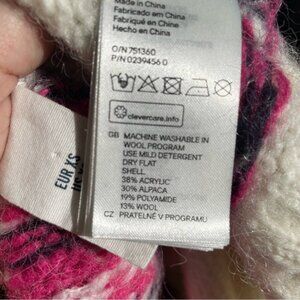 Made in China
Fabricado em China
Fabriqué en Chine
Hecho en China
O/N 751360
P/N 0239456 0
clevercare.info
GB MACHINE WASHABLE IN
WOOL PROGRAM
USE MILD DETERGENT
DRY FLAT
SHELL
38% ACRYLIC
30% ALPACA
19% POLYAMIDE
13% WOOL
CZ PRATELNÉ V PROGRAMU
EUR XS